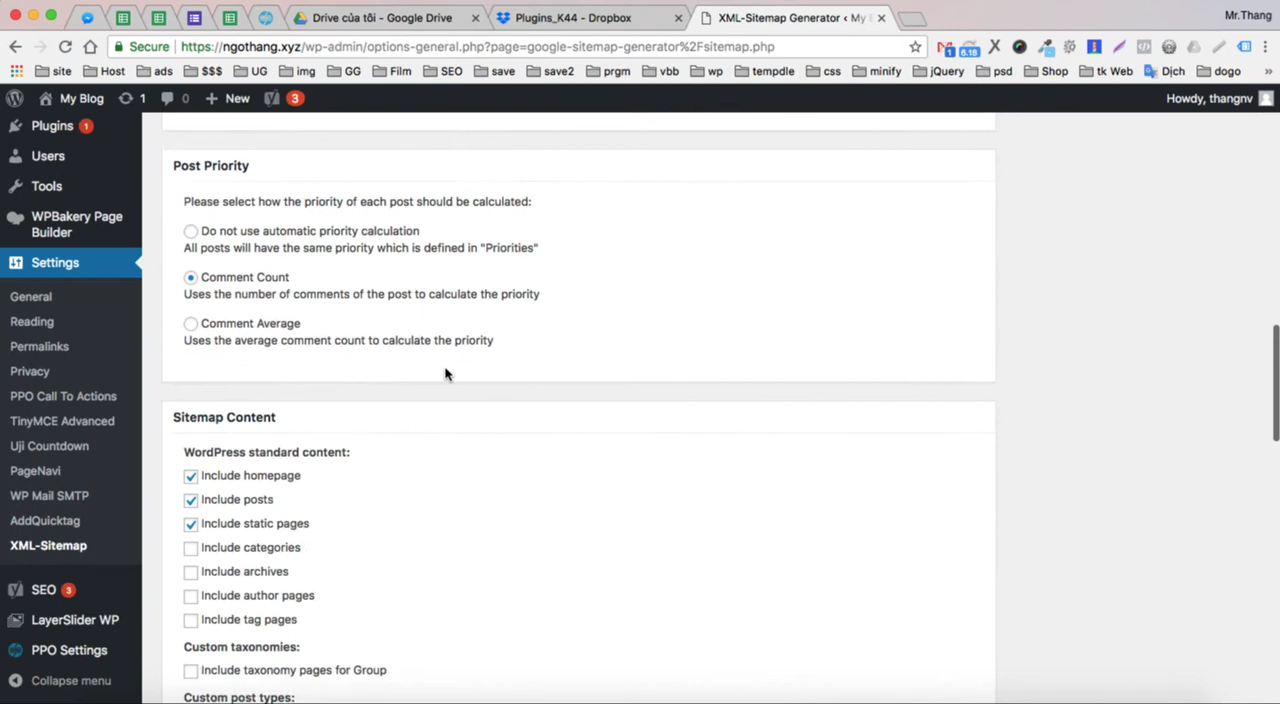 Mr.Thang
Drive của tôi - Google Drive
Plugins_K44 - Dropbox
XML-Sitemap Generator ‹ My
Secure
https://ngothang.xyz/wp-admin/options-general.php?page=google-sitemap-generator%2Fsitemap.php
1
6.18
site
Host
ads
$$$
UG
img
GG
Film
SEO
save
save2
prgm
vbb
wp
tempdle
css
minify
jQuery
psd
Shop
tk Web
Dịch
dogo
»
My Blog
1
0
New
3
Howdy, thangnv
Plugins 1
Users
Tools
WPBakery Page
Builder
Settings
General
Reading
Permalinks
Privacy
PPO Call To Actions
TinyMCE Advanced
Uji Countdown
PageNavi
WP Mail SMTP
AddQuicktag
XML-Sitemap
SEO 3
LayerSlider WP
PPO Settings
Collapse menu
Post Priority
Please select how the priority of each post should be calculated:
Do not use automatic priority calculation
All posts will have the same priority which is defined in "Priorities"
Comment Count
Uses the number of comments of the post to calculate the priority
Comment Average
Uses the average comment count to calculate the priority
Sitemap Content
WordPress standard content:
Include homepage
Include posts
Include static pages
Include categories
Include archives
Include author pages
Include tag pages
Custom taxonomies:
Include taxonomy pages for Group
Custom post types: